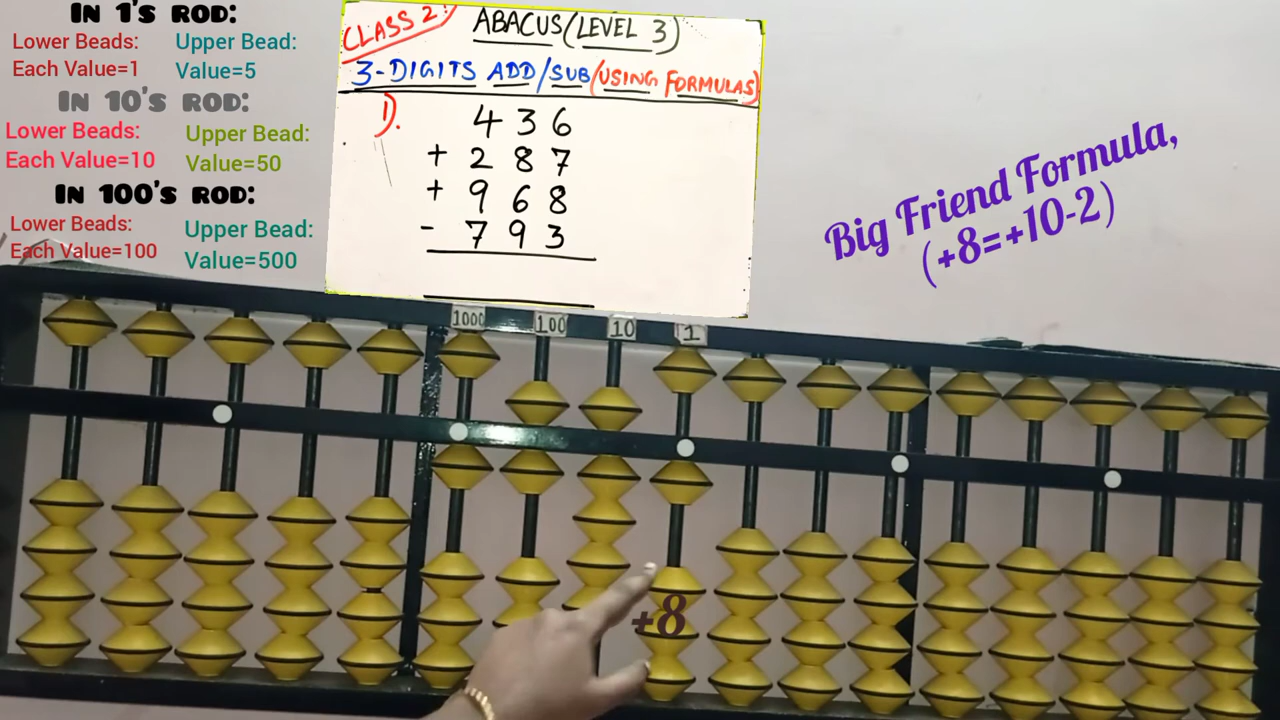 IN 1'S ROD:
Lower Beads: Upper Bead:
Each Value=1 Value=5
IN 10'S ROD:
Lower Beads: Upper Bead:
Each Value=10 Value=50
IN 100'S ROD:
Lower Beads: Upper Bead:
Each Value=100 Value=500
CLASS 2:
ABACUS(LEVEL 3)
3-DIGITS ADD/SUB(USING FORMULAS)
1).
436
+ 287
+ 968
- 793
Big Friend Formula,
(+8=+10-2)
1000 100 10 1
+8